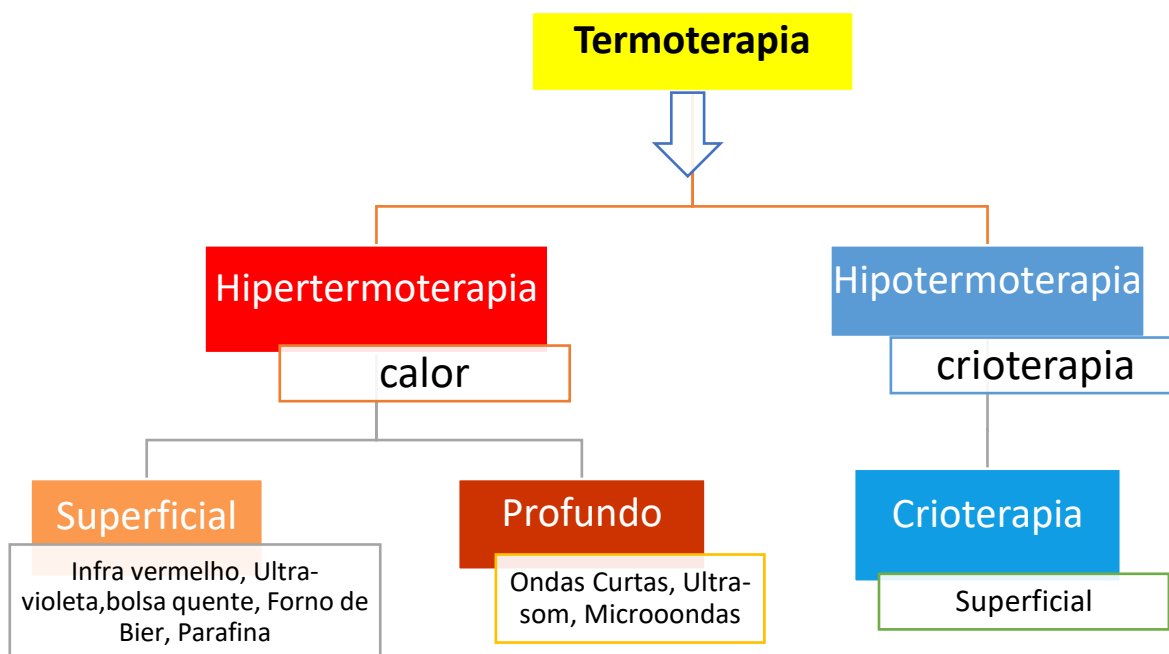 Termoterapia
Hipertermoterapia
calor
Hipotermoterapia
crioterapia
Superficial
Infra vermelho, Ultra-
violeta,bolsa quente, Forno de
Bier, Parafina
Profundo
Ondas Curtas, Ultra-
som, Microoondas
Crioterapia
Superficial